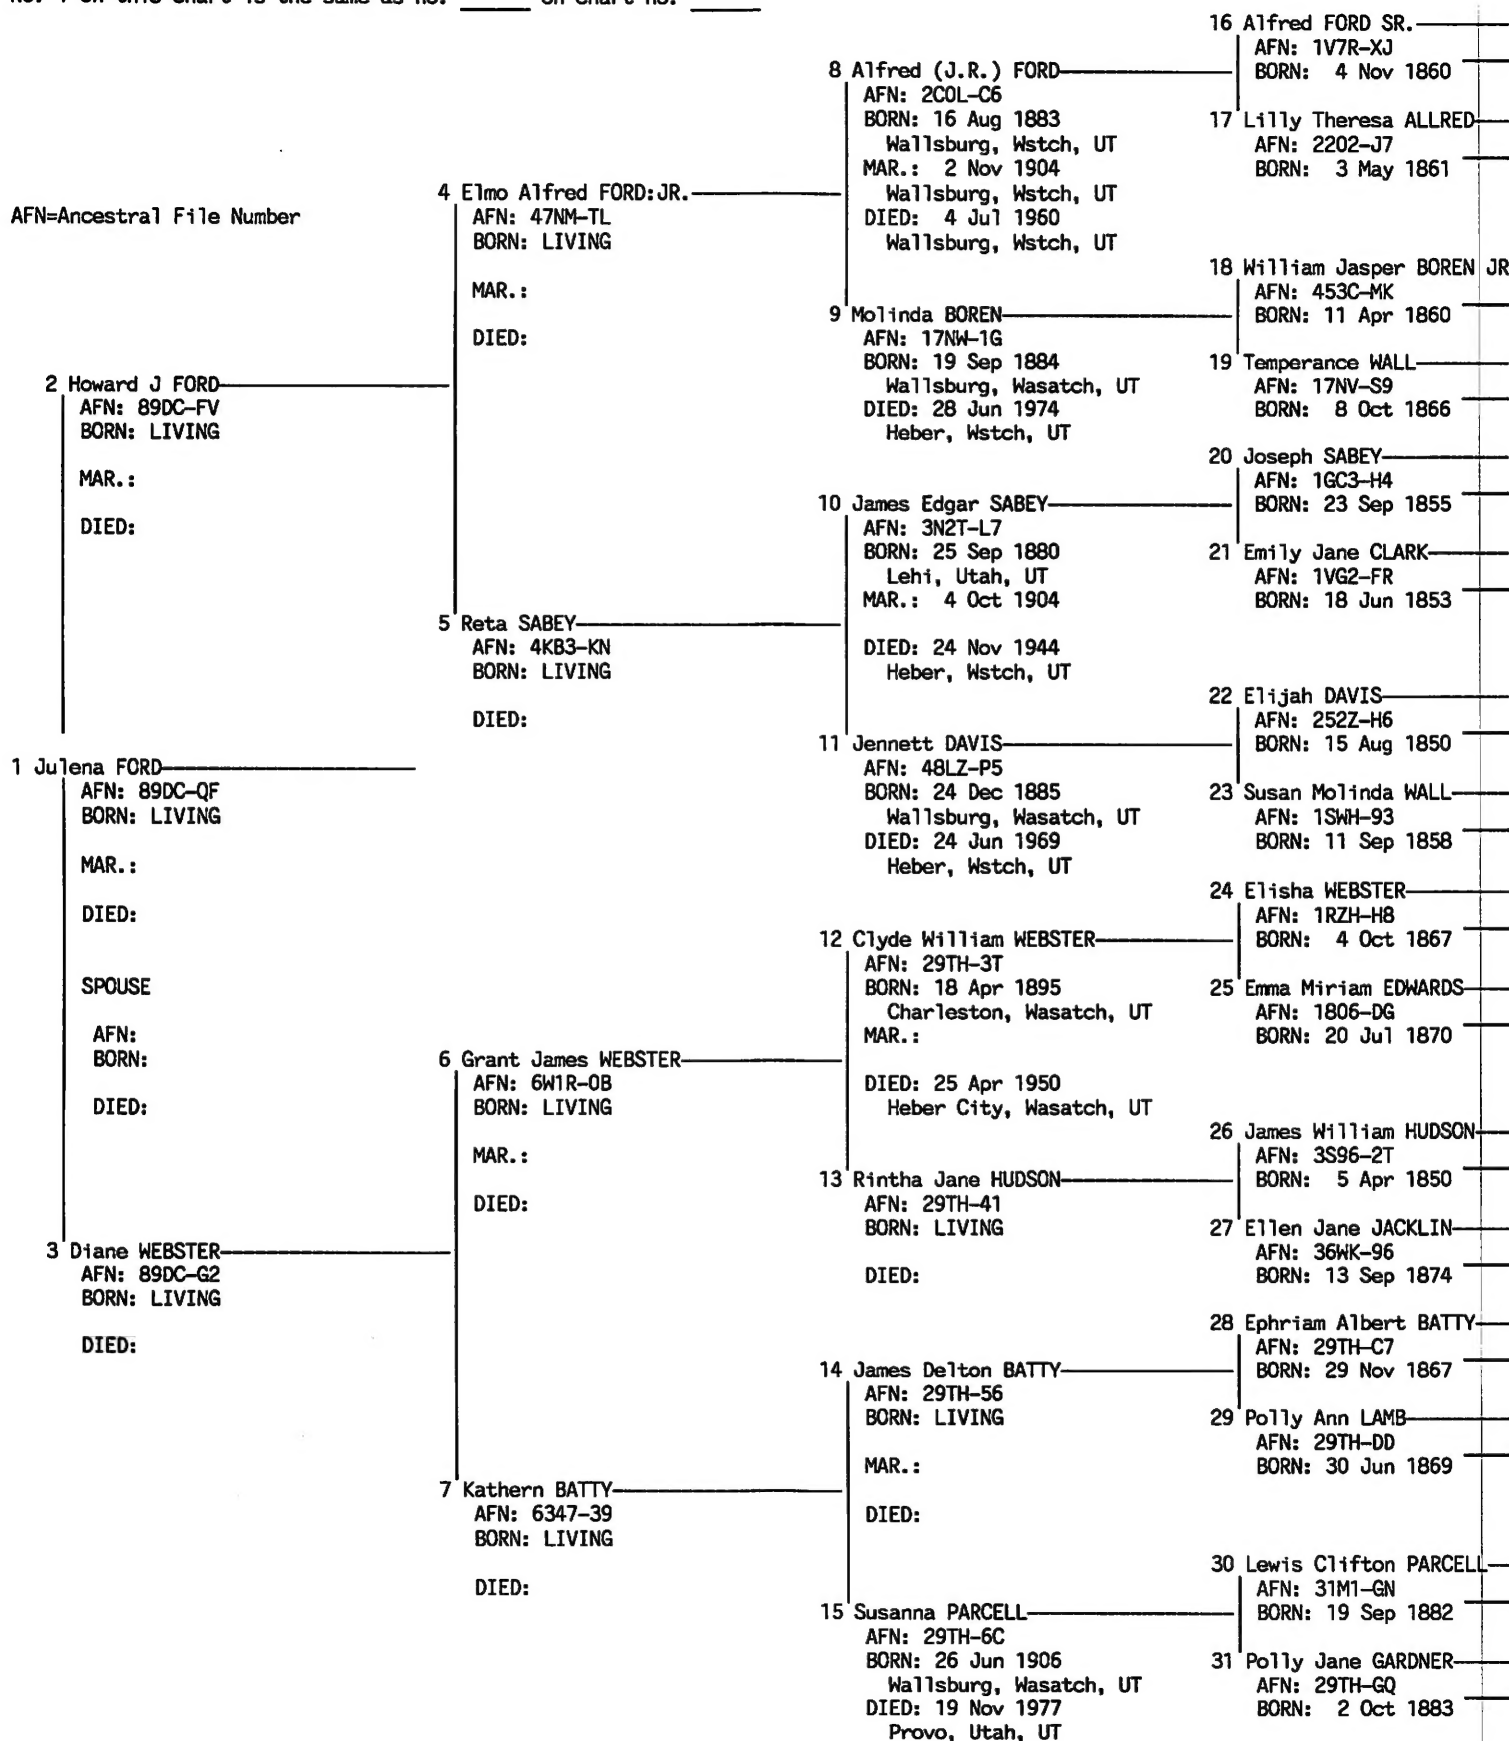 No. 1 on this chart is the same as no. ______ on chart no. ______
AFN=Ancestral File Number
1 Julena FORD
AFN: 89DC-QF
BORN: LIVING
MAR.:
DIED:
SPOUSE
AFN:
BORN:
DIED:
2 Howard J FORD
AFN: 89DC-FV
BORN: LIVING
MAR.:
DIED:
3 Diane WEBSTER
AFN: 89DC-G2
BORN: LIVING
DIED:
4 Elmo Alfred FORD:JR.
AFN: 47NM-TL
BORN: LIVING
MAR.:
DIED:
5 Reta SABEY
AFN: 4KB3-KN
BORN: LIVING
DIED:
6 Grant James WEBSTER
AFN: 6W1R-0B
BORN: LIVING
MAR.:
DIED:
7 Kathern BATTY
AFN: 6347-39
BORN: LIVING
DIED:
8 Alfred (J.R.) FORD
AFN: 2C0L-C6
BORN: 16 Aug 1883
Wallsburg, Wstch, UT
MAR.: 2 Nov 1904
Wallsburg, Wstch, UT
DIED: 4 Jul 1960
Wallsburg, Wstch, UT
9 Molinda BOREN
AFN: 17NW-1G
BORN: 19 Sep 1884
Wallsburg, Wasatch, UT
DIED: 28 Jun 1974
Heber, Wstch, UT
10 James Edgar SABEY
AFN: 3N2T-L7
BORN: 25 Sep 1880
Lehi, Utah, UT
MAR.: 4 Oct 1904
DIED: 24 Nov 1944
Heber, Wstch, UT
11 Jennett DAVIS
AFN: 48LZ-P5
BORN: 24 Dec 1885
Wallsburg, Wasatch, UT
DIED: 24 Jun 1969
Heber, Wstch, UT
12 Clyde William WEBSTER
AFN: 29TH-3T
BORN: 18 Apr 1895
Charleston, Wasatch, UT
MAR.:
DIED: 25 Apr 1950
Heber City, Wasatch, UT
13 Rintha Jane HUDSON
AFN: 29TH-41
BORN: LIVING
DIED:
14 James Delton BATTY
AFN: 29TH-56
BORN: LIVING
MAR.:
DIED:
15 Susanna PARCELL
AFN: 29TH-6C
BORN: 26 Jun 1906
Wallsburg, Wasatch, UT
DIED: 19 Nov 1977
Provo, Utah, UT
16 Alfred FORD SR.
AFN: 1V7R-XJ
BORN: 4 Nov 1860
17 Lilly Theresa ALLRED
AFN: 2202-J7
BORN: 3 May 1861
18 William Jasper BOREN JR
AFN: 453C-MK
BORN: 11 Apr 1860
19 Temperance WALL
AFN: 17NV-S9
BORN: 8 Oct 1866
20 Joseph SABEY
AFN: 1GC3-H4
BORN: 23 Sep 1855
21 Emily Jane CLARK
AFN: 1VG2-FR
BORN: 18 Jun 1853
22 Elijah DAVIS
AFN: 252Z-H6
BORN: 15 Aug 1850
23 Susan Molinda WALL
AFN: 1SWH-93
BORN: 11 Sep 1858
24 Elisha WEBSTER
AFN: 1RZH-H8
BORN: 4 Oct 1867
25 Emma Miriam EDWARDS
AFN: 1806-DG
BORN: 20 Jul 1870
26 James William HUDSON
AFN: 3S96-2T
BORN: 5 Apr 1850
27 Ellen Jane JACKLIN
AFN: 36WK-96
BORN: 13 Sep 1874
28 Ephriam Albert BATTY
AFN: 29TH-C7
BORN: 29 Nov 1867
29 Polly Ann LAMB
AFN: 29TH-DD
BORN: 30 Jun 1869
30 Lewis Clifton PARCELL
AFN: 31M1-GN
BORN: 19 Sep 1882
31 Polly Jane GARDNER
AFN: 29TH-GQ
BORN: 2 Oct 1883